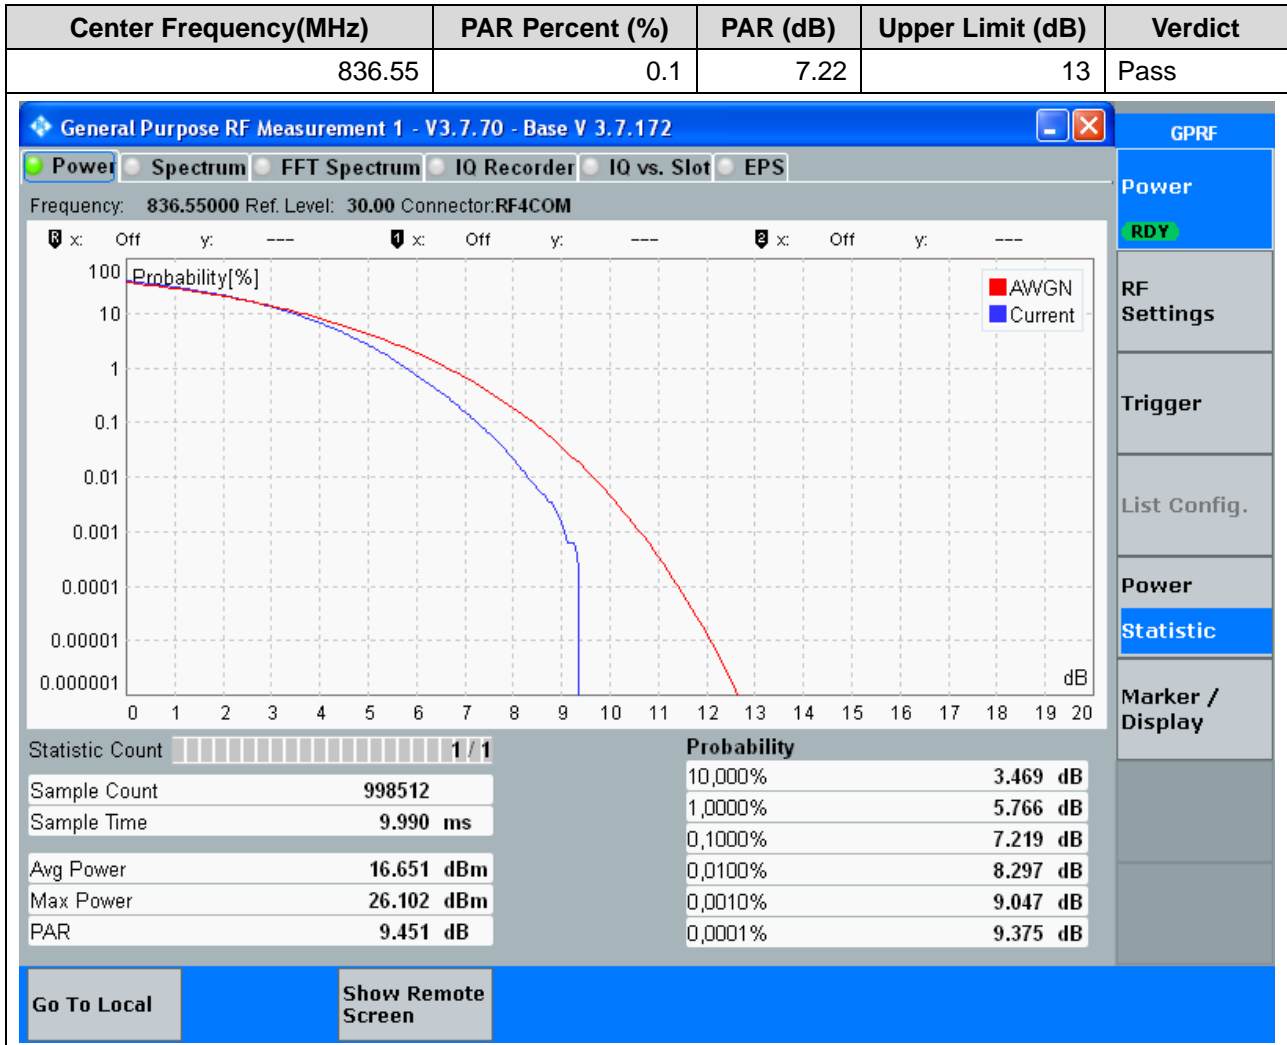 Center Frequency(MHz) PAR Percent (%) PAR (dB) Upper Limit (dB) Verdict
836.55 0.1 7.22 13 Pass
General Purpose RF Measurement 1 - V3.7.70 - Base V 3.7.172
GPRF
Power Spectrum FFT Spectrum IQ Recorder IQ vs. Slot EPS
Frequency: 836.55000 Ref. Level: 30.00 Connector:RF4COM
R x: Off y: --- 1 x: Off y: --- 2 x: Off y: ---
Probability[%]
AWGN
Current
100
10
1
0.1
0.01
0.001
0.0001
0.00001
0.000001
dB
0 1 2 3 4 5 6 7 8 9 10 11 12 13 14 15 16 17 18 19 20
Statistic Count 1 / 1
Sample Count 998512
Sample Time 9.990 ms
Avg Power 16.651 dBm
Max Power 26.102 dBm
PAR 9.451 dB
Probability
10,000% 3.469 dB
1,0000% 5.766 dB
0,1000% 7.219 dB
0,0100% 8.297 dB
0,0010% 9.047 dB
0,0001% 9.375 dB
Power
RDY
RF
Settings
Trigger
List Config.
Power
Statistic
Marker /
Display
Go To Local
Show Remote
Screen